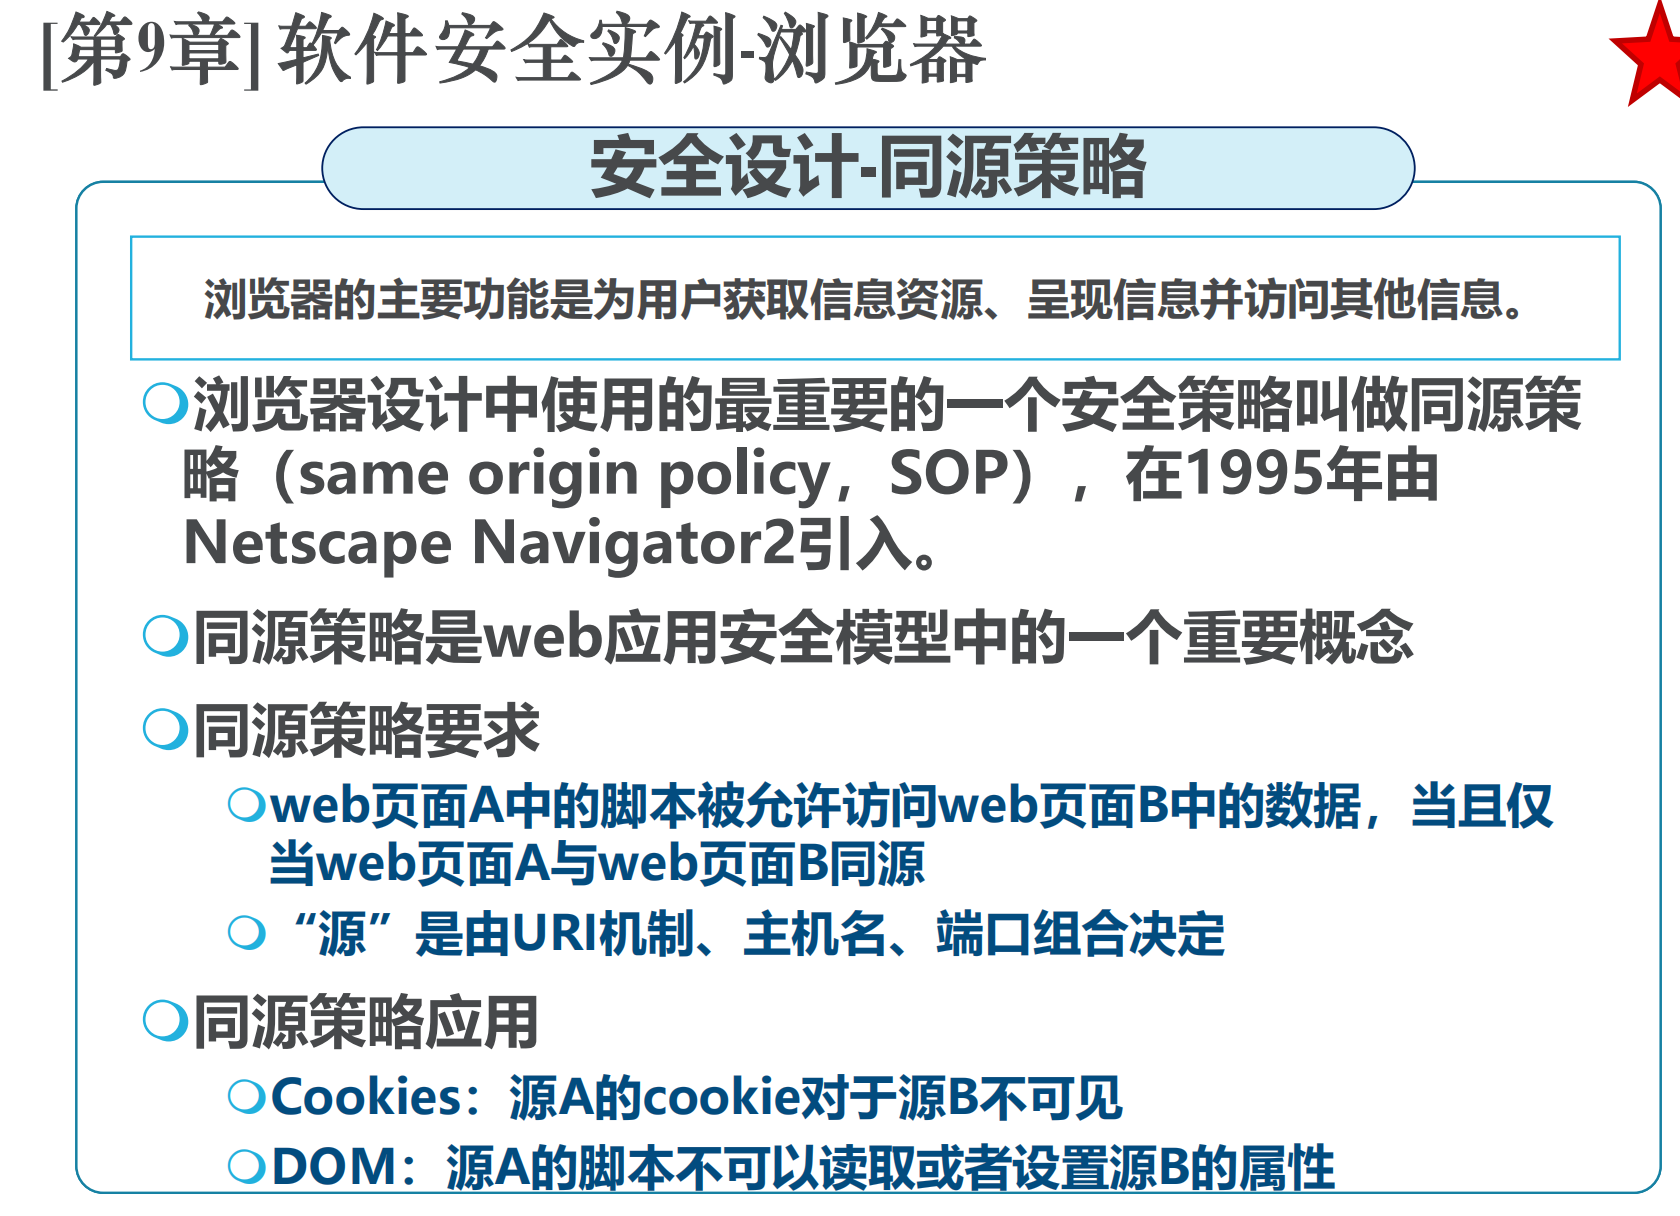 [第9章] 软件安全实例-浏览器
安全设计-同源策略
浏览器的主要功能是为用户获取信息资源、呈现信息并访问其他信息。
浏览器设计中使用的最重要的一个安全策略叫做同源策
略（same origin policy，SOP），在1995年由
Netscape Navigator2引入。
同源策略是web应用安全模型中的一个重要概念
同源策略要求
web页面A中的脚本被允许访问web页面B中的数据，当且仅
当web页面A与web页面B同源
“源”是由URI机制、主机名、端口组合决定
同源策略应用
Cookies：源A的cookie对于源B不可见
DOM：源A的脚本不可以读取或者设置源B的属性